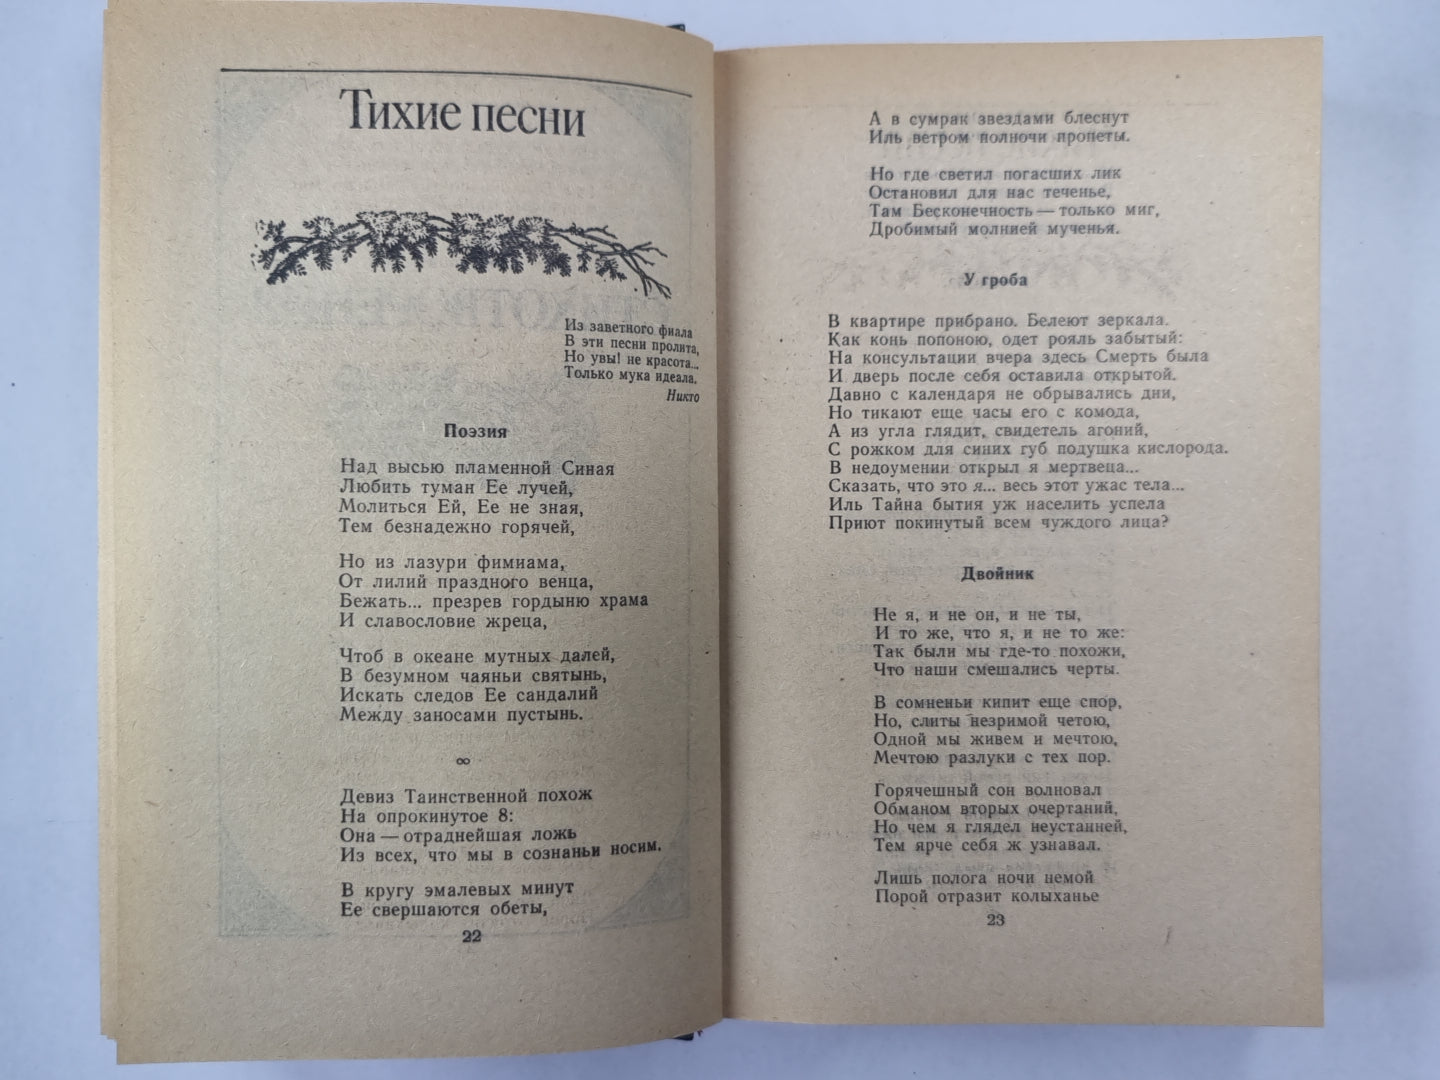 Тихие песни
Из заветного фиала
В эти песни пролита,
Но увы! не красота...
Только мука идеала.
Никто
Поэзия
Над высью пламенной Синая
Любить туман Ее лучей,
Молиться Ей, Ее не зная,
Тем безнадежно горячей,
Но из лазури фимиама,
От лилий праздного венца,
Бежать... презрев гордыню храма
И славословие жреца,
Чтоб в океане мутных далей,
В безумном чаяньи святынь,
Искать следов Ее сандалий
Между заносами пустынь.
∞
Девиз Таинственной похож
На опрокинутое 8:
Она — отраднейшая ложь
Из всех, что мы в сознаньи носим.
В кругу эмалевых минут
Ее свершаются обеты,
22
А в сумрак звездами блеснут
Иль ветром полночи пропеты.
Но где светил погасших лик
Остановил для нас теченье,
Там Бесконечность — только миг,
Дробимый молнией мученья.
У гроба
В квартире прибрано. Белеют зеркала.
Как конь попоною, одет рояль забытый:
На консультации вчера здесь Смерть была
И дверь после себя оставила открытой.
Давно с календаря не обрывались дни,
Но тикают еще часы его с комода,
А из угла глядит, свидетель агоний,
С рожком для синих губ подушка кислорода.
В недоумении открыл я мертвеца...
Сказать, что это я... весь этот ужас тела...
Иль Тайна бытия уж населить успела
Приют покинутый всем чуждого лица?
Двойник
Не я, и не он, и не ты,
И то же, что я, и не то же:
Так были мы где-то похожи,
Что наши смешались черты.
В сомненьи кипит еще спор,
Но, слиты незримой четою,
Одной мы живем и мечтою,
Мечтою разлуки с тех пор.
Горячешный сон волновал
Обманом вторых очертаний,
Но чем я глядел неустанней,
Тем ярче себя ж узнавал.
Лишь полога ночи немой
Порой отразит колыханье
23